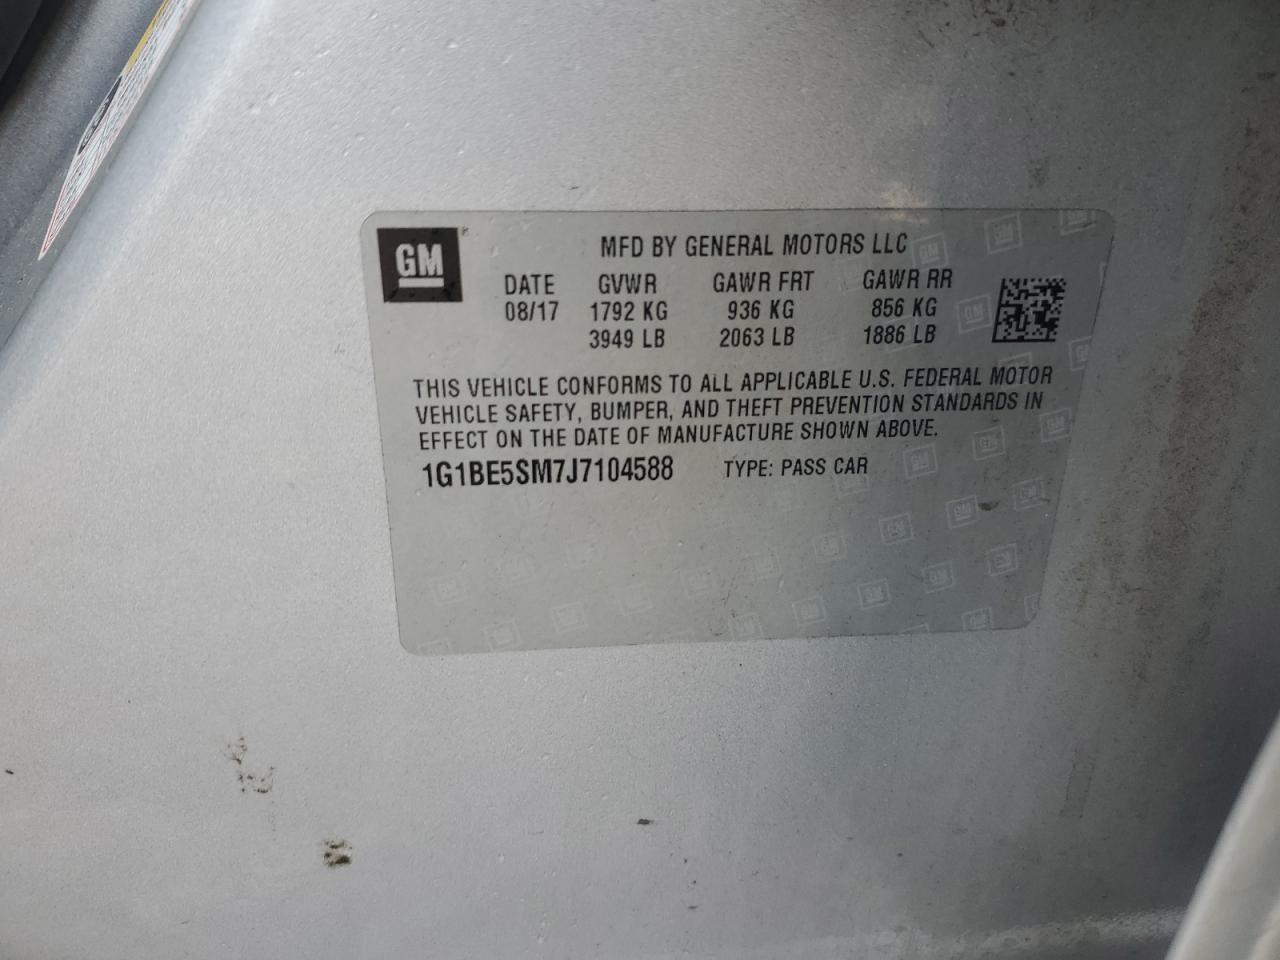 GM
MFD BY GENERAL MOTORS LLC
DATE GVWR GAWR FRT GAWR RR
08/17 1792 KG 936 KG 856 KG
3949 LB 2063 LB 1886 LB
THIS VEHICLE CONFORMS TO ALL APPLICABLE U.S. FEDERAL MOTOR
VEHICLE SAFETY, BUMPER, AND THEFT PREVENTION STANDARDS IN
EFFECT ON THE DATE OF MANUFACTURE SHOWN ABOVE.
1G1BE5SM7J7104588 TYPE: PASS CAR